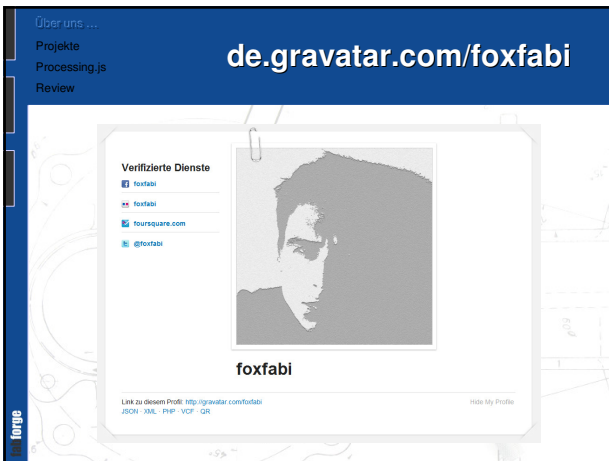 Über uns ...
Projekte
Processing.js
Review
de.gravatar.com/foxfabi
Verifizierte Dienste
foxfabi
foxfabi
foursquare.com
@foxfabi
foxfabi
Link zu diesem Profil: http://gravatar.com/foxfabi
Hide My Profile
JSON · XML · PHP · VCF · QR
forge